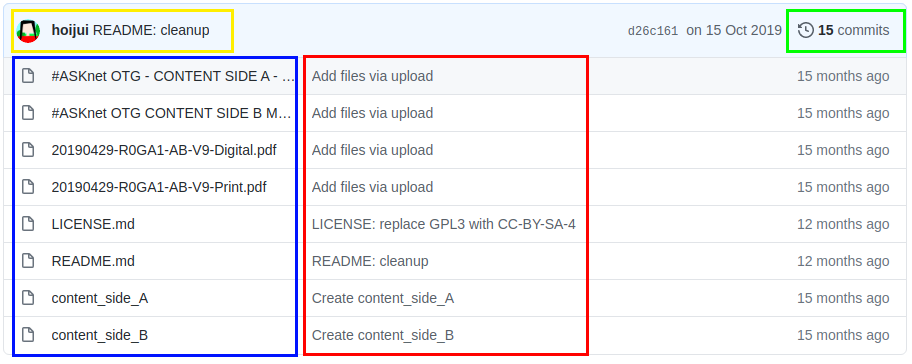 hoijui README: cleanup d26c161 on 15 Oct 2019 15 commits
#ASKnet OTG - CONTENT SIDE A - ... Add files via upload 15 months ago
#ASKnet OTG CONTENT SIDE B M... Add files via upload 15 months ago
20190429-R0GA1-AB-V9-Digital.pdf Add files via upload 15 months ago
20190429-R0GA1-AB-V9-Print.pdf Add files via upload 15 months ago
LICENSE.md LICENSE: replace GPL3 with CC-BY-SA-4 12 months ago
README.md README: cleanup 12 months ago
content_side_A Create content_side_A 15 months ago
content_side_B Create content_side_B 15 months ago